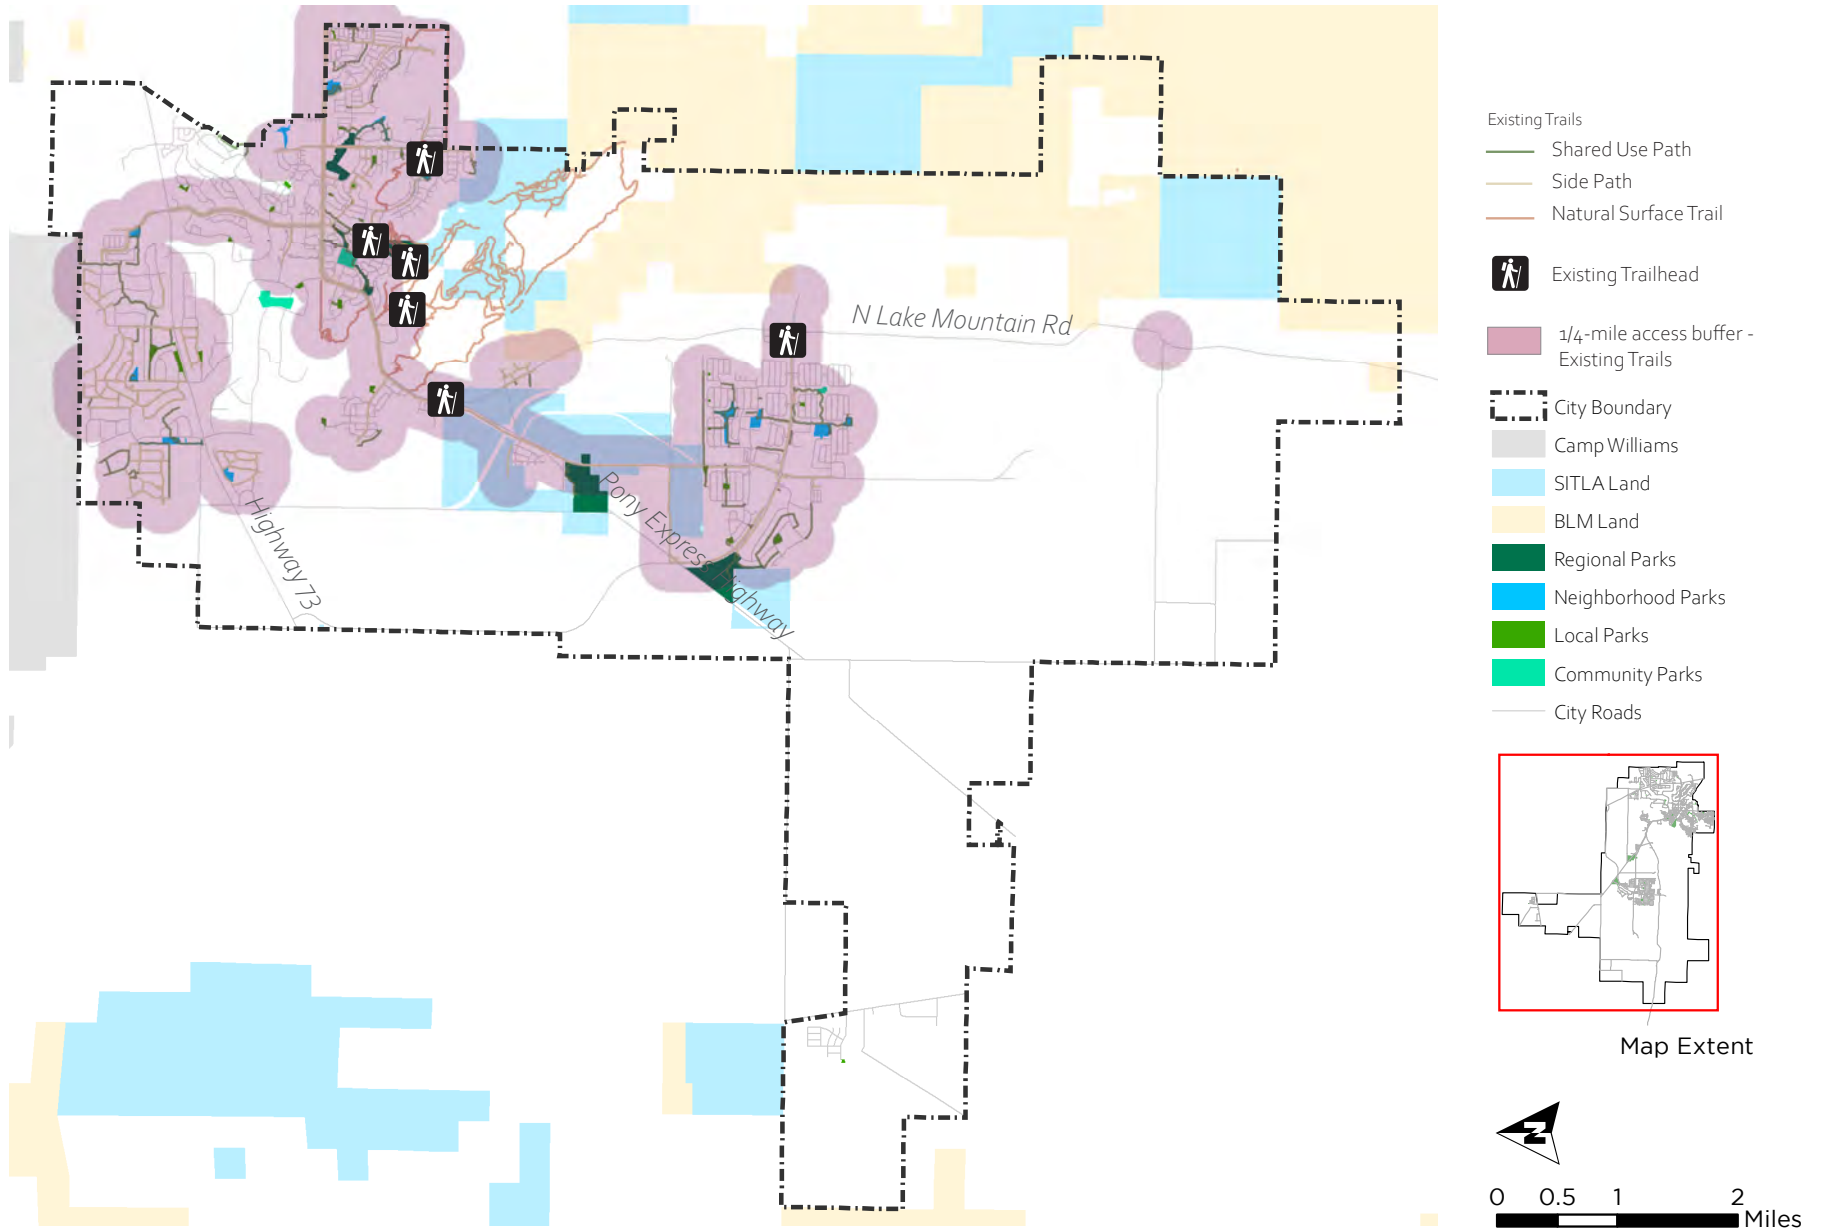 N Lake Mountain Rd
Highway 73
Pony Express Highway
Existing Trails
Shared Use Path
Side Path
Natural Surface Trail
Existing Trailhead
1/4-mile access buffer -
Existing Trails
City Boundary
Camp Williams
SITLA Land
BLM Land
Regional Parks
Neighborhood Parks
Local Parks
Community Parks
City Roads
Map Extent
N
0 0.5 1 2
Miles